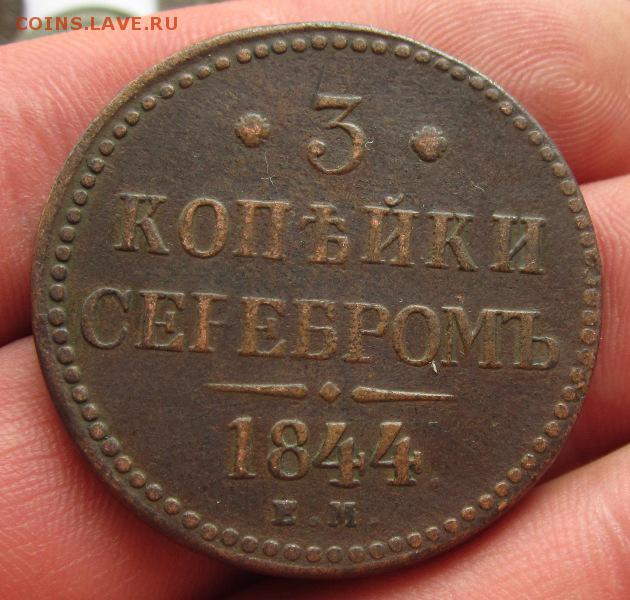 COINS.LAVE.RU
· 3 ·
КОПѢЙКИ
СЕРЕБРОМЪ
1844.
Е.М.